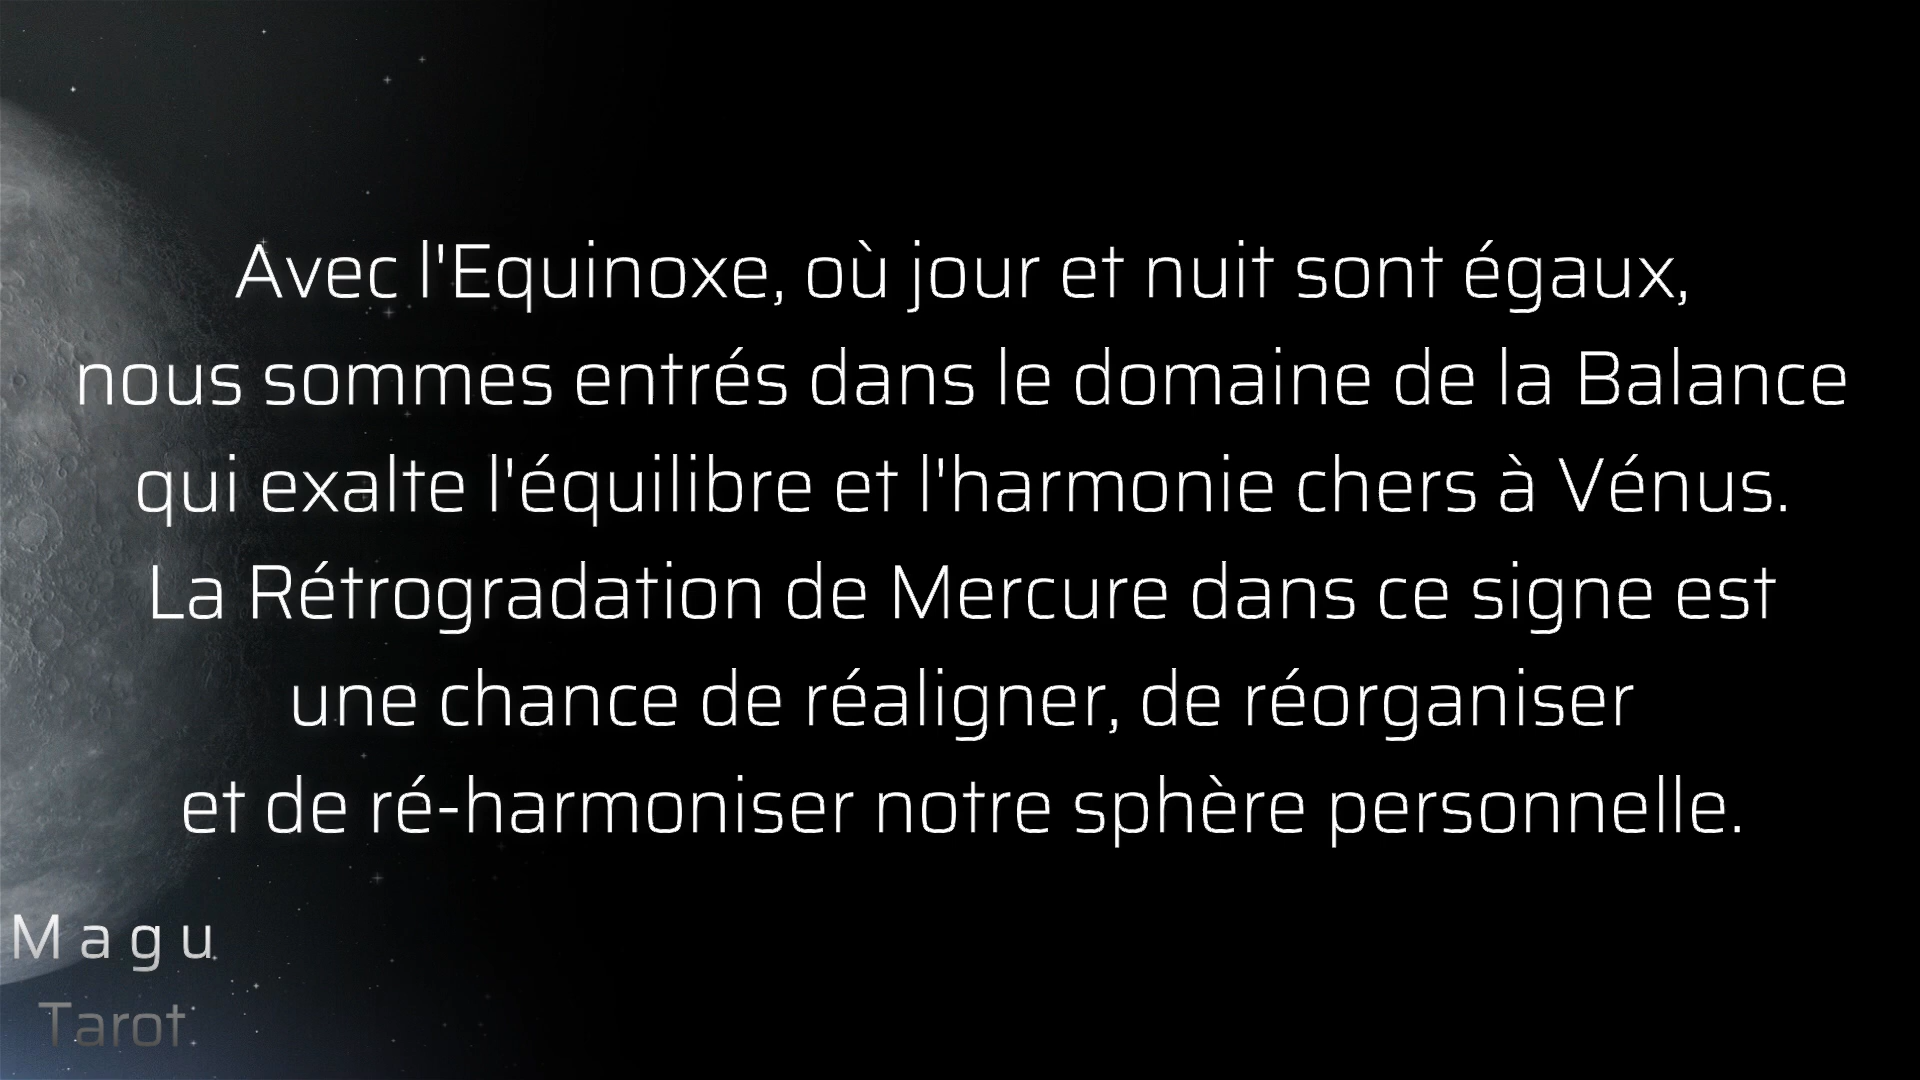 Avec l'Equinoxe, où jour et nuit sont égaux,
nous sommes entrés dans le domaine de la Balance
qui exalte l'équilibre et l'harmonie chers à Vénus.
La Rétrogradation de Mercure dans ce signe est
une chance de réaligner, de réorganiser
et de ré-harmoniser notre sphère personnelle.
Magu
Tarot